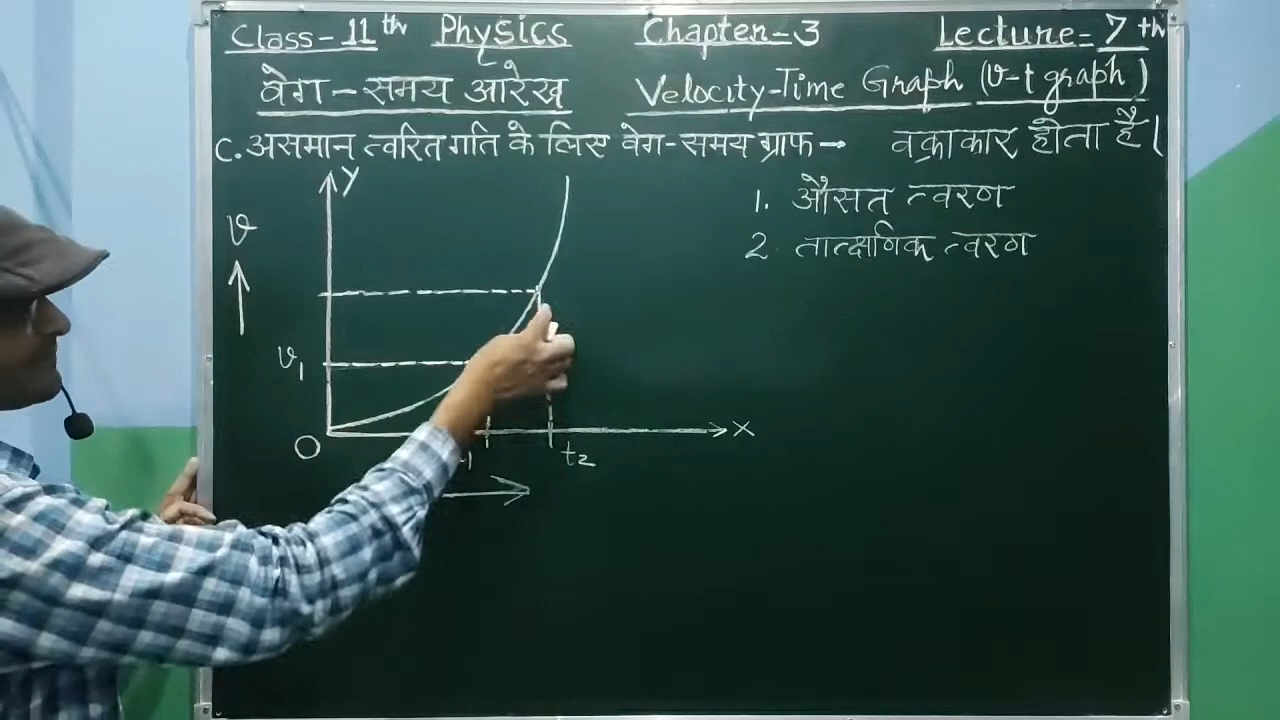 Class-11th Physics Chapter-3 Lecture-7th
वेग-समय आरेख Velocity-Time Graph (v-t graph)
C. असमान त्वरित गति के लिए वेग-समय ग्राफ→ वक्राकार होता है।
Y
1. औसत त्वरण
v
2. तात्क्षणिक त्वरण
v₁
X
O
t₂